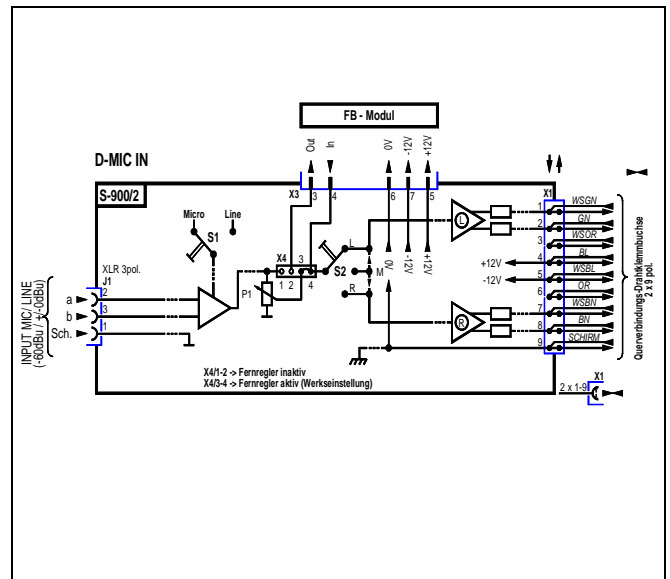 FB - Modul
Out
In
0V
-12V
+12V
D-MIC IN
X3
3
4
6
7
5
S-900/2
Micro
Line
S1
L
X1
1
WSGN
2
GN
3
WSOR
XLR 3pol.
J1
X4
3
1 2
4
S2
M
0V
-12V
+12V
+12V
4
BL
-12V
5
WSBL
6
OR
a
2
b
3
Sch.
1
INPUT MIC/ LINE
(-60dBu / +/-0dBu)
P1
R
R
7
WSBN
8
BN
9
SCHIRM
L
Querverbindungs-Drahtklemmbuchse
2 x 9 pol.
X4/1-2 -> Fernregler inaktiv
X4/3-4 -> Fernregler aktiv (Werkseinstellung)
2 x 1-9
X1